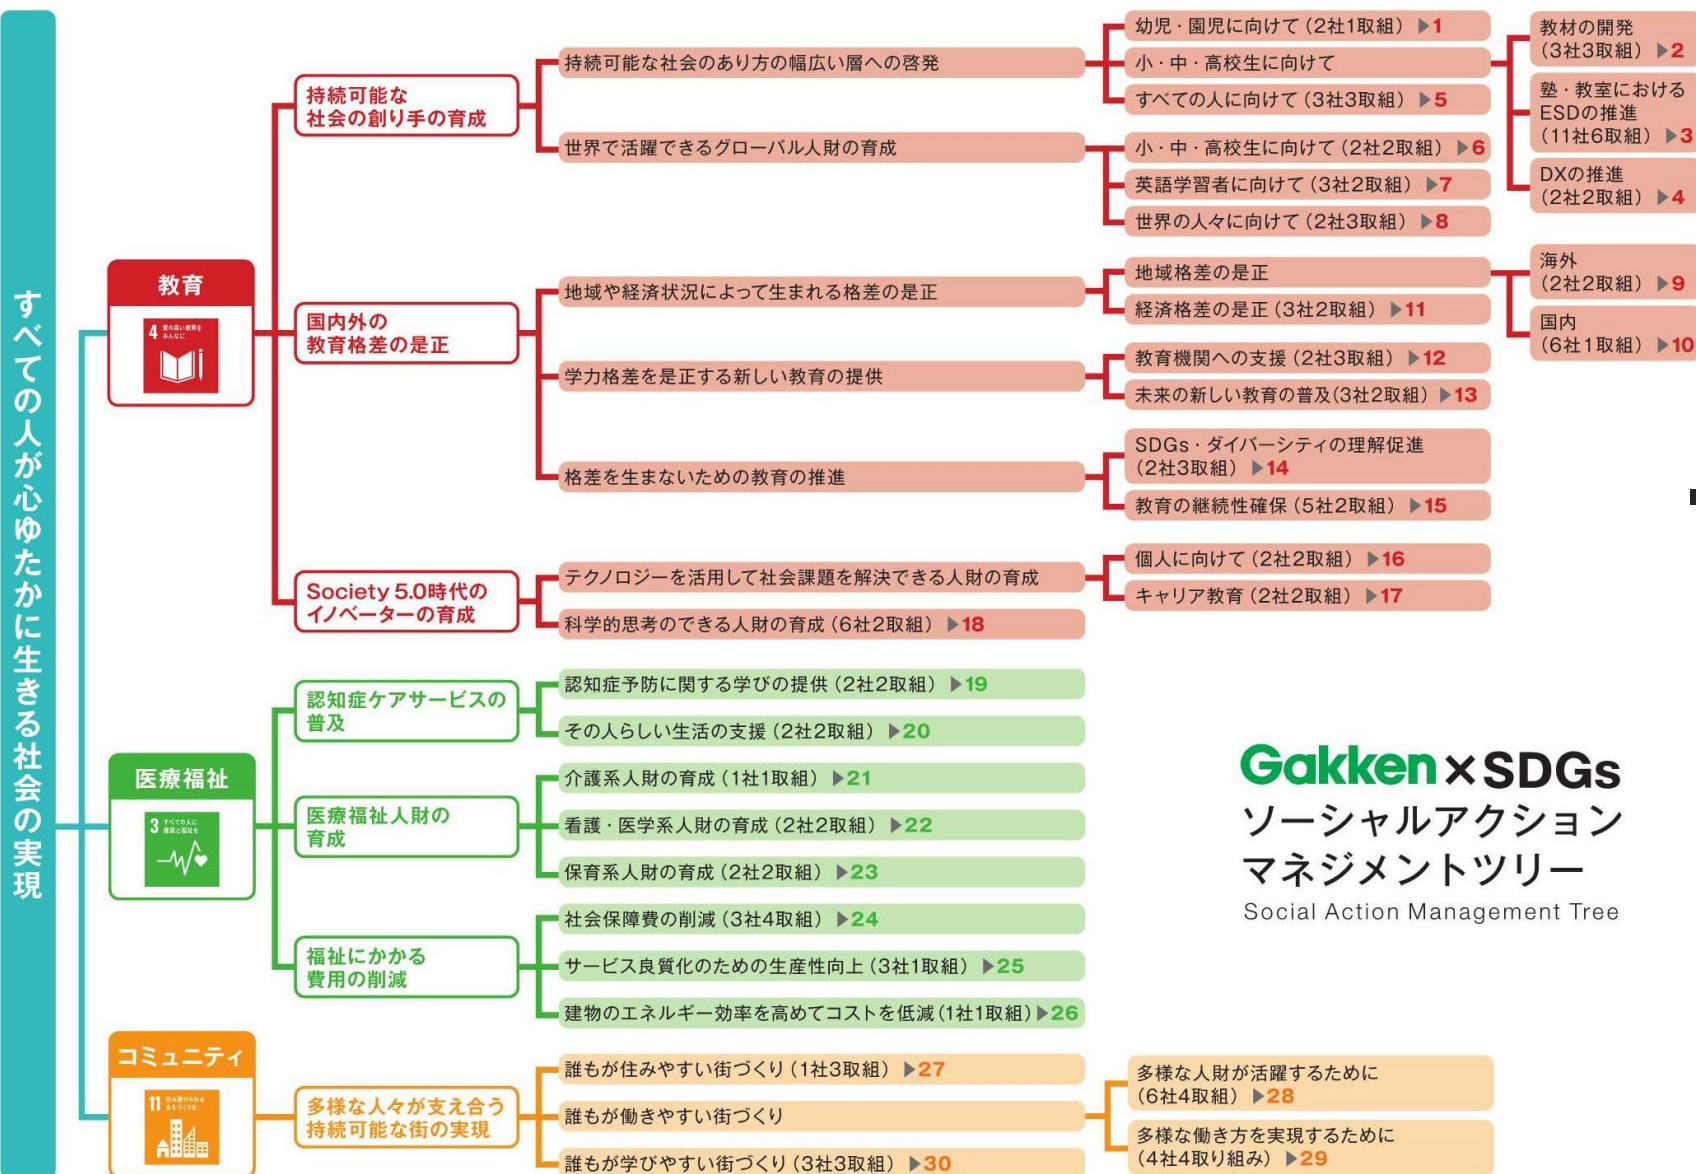 すべての人が心ゆたかに生きる社会の実現
教育
4 質の高い教育を
みんなに
持続可能な
社会の創り手の育成
持続可能な社会のあり方の幅広い層への啓発
幼児・園児に向けて(2社1取組) ▶1
小・中・高校生に向けて
教材の開発
(3社3取組) ▶2
塾・教室における
ESDの推進
(11社6取組) ▶3
DXの推進
(2社2取組) ▶4
すべての人に向けて(3社3取組) ▶5
世界で活躍できるグローバル人財の育成
小・中・高校生に向けて(2社2取組) ▶6
英語学習者に向けて(3社2取組) ▶7
世界の人々に向けて(2社3取組) ▶8
国内外の
教育格差の是正
地域や経済状況によって生まれる格差の是正
地域格差の是正
海外
(2社2取組) ▶9
国内
(6社1取組) ▶10
経済格差の是正(3社2取組) ▶11
学力格差を是正する新しい教育の提供
教育機関への支援(2社3取組) ▶12
未来の新しい教育の普及(3社2取組) ▶13
格差を生まないための教育の推進
SDGs・ダイバーシティの理解促進
(2社3取組) ▶14
教育の継続性確保(5社2取組) ▶15
Society 5.0時代の
イノベーターの育成
テクノロジーを活用して社会課題を解決できる人財の育成
個人に向けて(2社2取組) ▶16
キャリア教育(2社2取組) ▶17
科学的思考のできる人財の育成(6社2取組) ▶18
医療福祉
3 すべての人に
健康と福祉を
認知症ケアサービスの
普及
認知症予防に関する学びの提供(2社2取組) ▶19
その人らしい生活の支援(2社2取組) ▶20
医療福祉人財の
育成
介護系人財の育成(1社1取組) ▶21
看護・医学系人財の育成(2社2取組) ▶22
保育系人財の育成(2社2取組) ▶23
福祉にかかる
費用の削減
社会保障費の削減(3社4取組) ▶24
サービス良質化のための生産性向上(3社1取組) ▶25
建物のエネルギー効率を高めてコストを低減(1社1取組) ▶26
コミュニティ
11 住み続けられる
まちづくりを
多様な人々が支え合う
持続可能な街の実現
誰もが住みやすい街づくり(1社3取組) ▶27
誰もが働きやすい街づくり
多様な人財が活躍するために
(6社4取組) ▶28
多様な働き方を実現するために
(4社4取り組み) ▶29
誰もが学びやすい街づくり(3社3取組) ▶30
Gakken×SDGs
ソーシャルアクション
マネジメントツリー
Social Action Management Tree